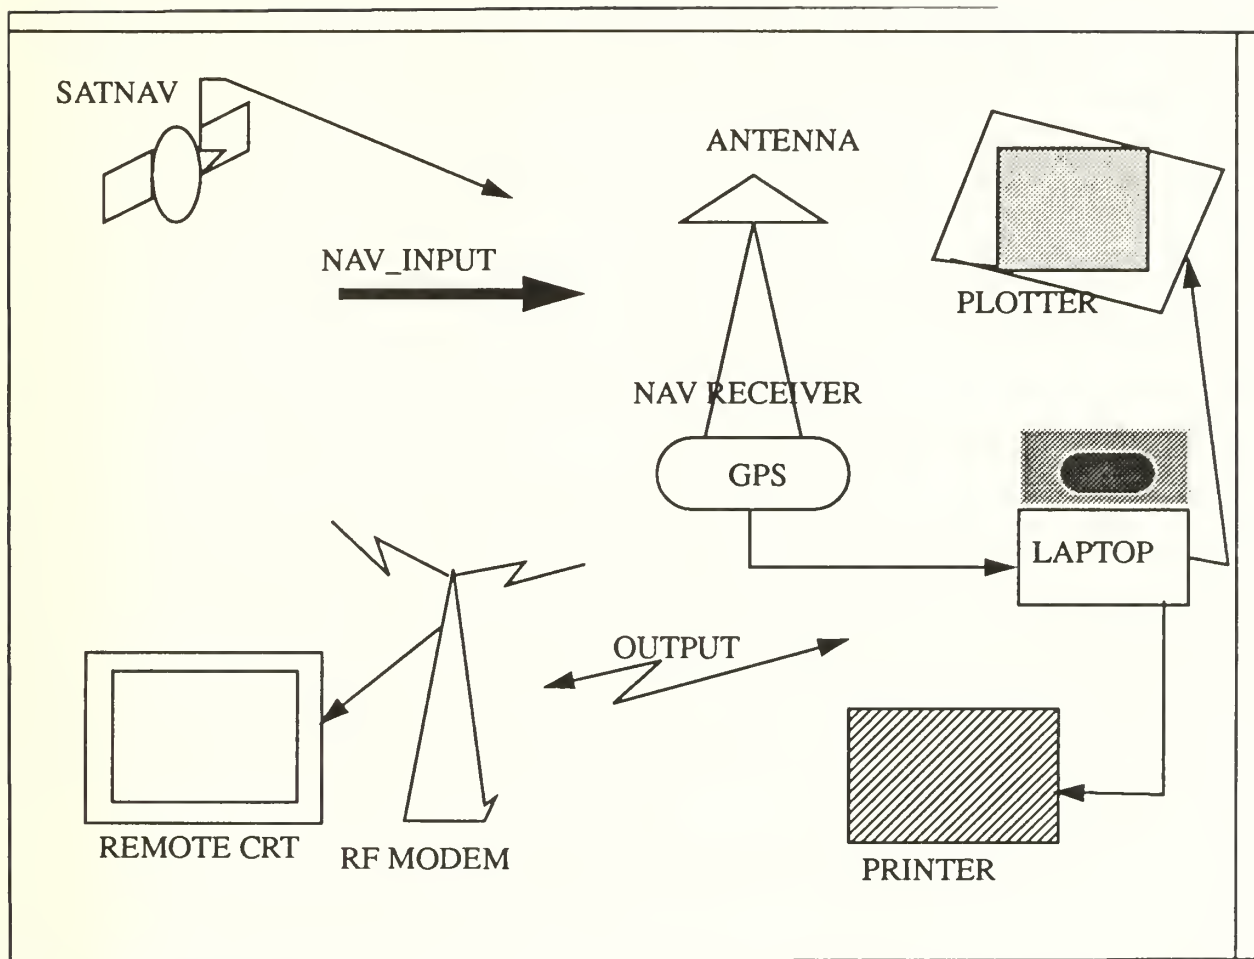 SATNAV
ANTENNA
NAV_INPUT
PLOTTER
NAV RECEIVER
GPS
LAPTOP
OUTPUT
REMOTE CRT
RF MODEM
PRINTER